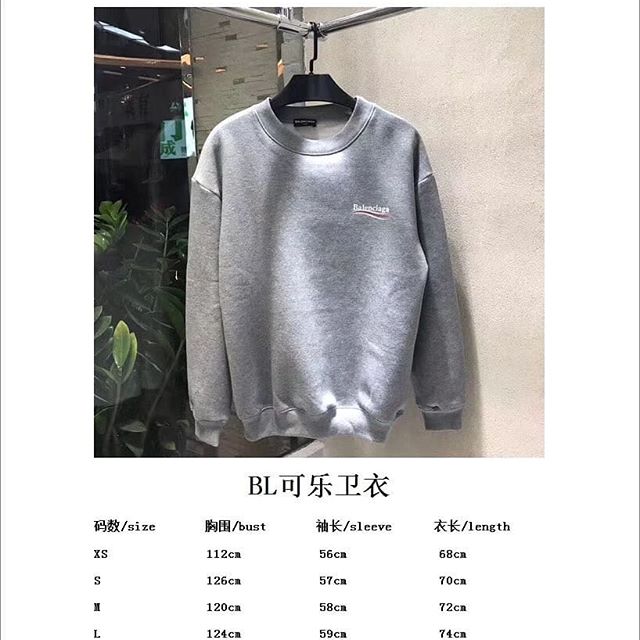 BALENCIAGA
Balenciaga
BL可乐卫衣
码数/size 胸围/bust 袖长/sleeve 衣长/length
XS 112cm 56cm 68cm
S 126cm 57cm 70cm
M 120cm 58cm 72cm
L 124cm 59cm 74cm